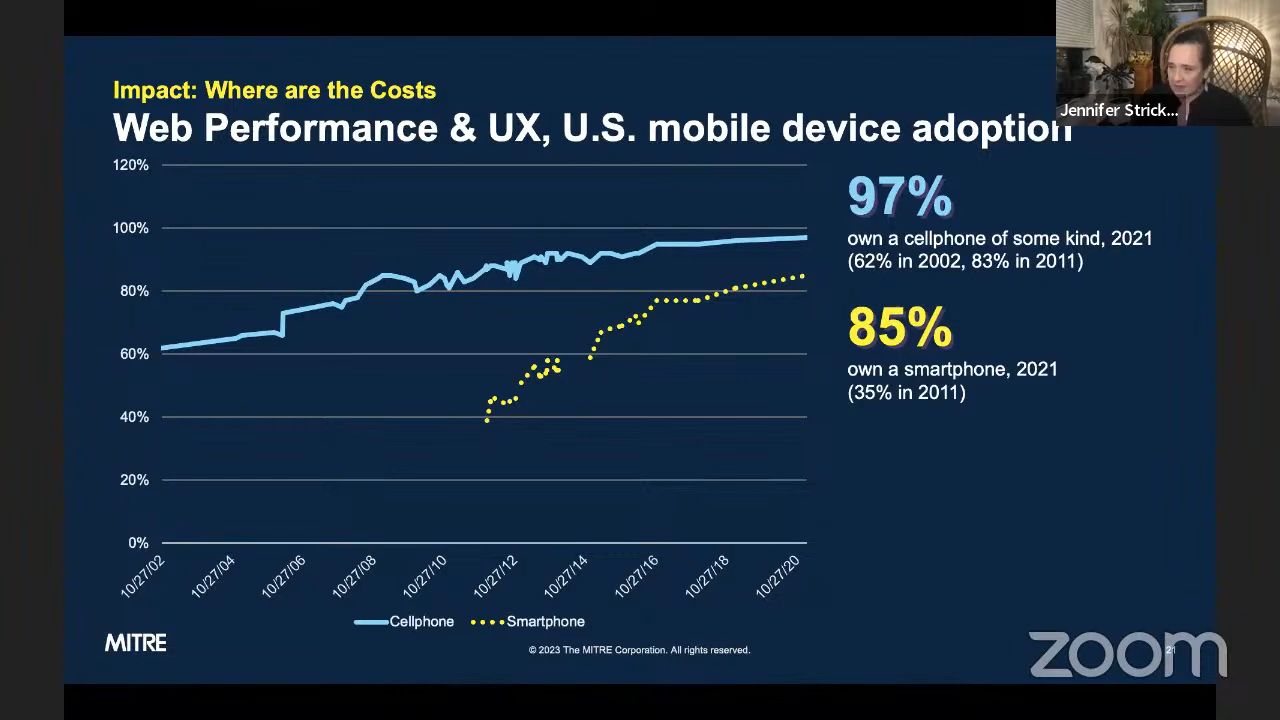 Impact: Where are the Costs
Web Performance & UX, U.S. mobile device adoption
Jennifer Strick...
120%
100%
80%
60%
40%
20%
0%
10/27/02
10/27/04
10/27/06
10/27/08
10/27/10
10/27/12
10/27/14
10/27/16
10/27/18
10/27/20
Cellphone
Smartphone
97%
own a cellphone of some kind, 2021
(62% in 2002, 83% in 2011)
85%
own a smartphone, 2021
(35% in 2011)
MITRE
© 2023 The MITRE Corporation. All rights reserved.
21
zoom